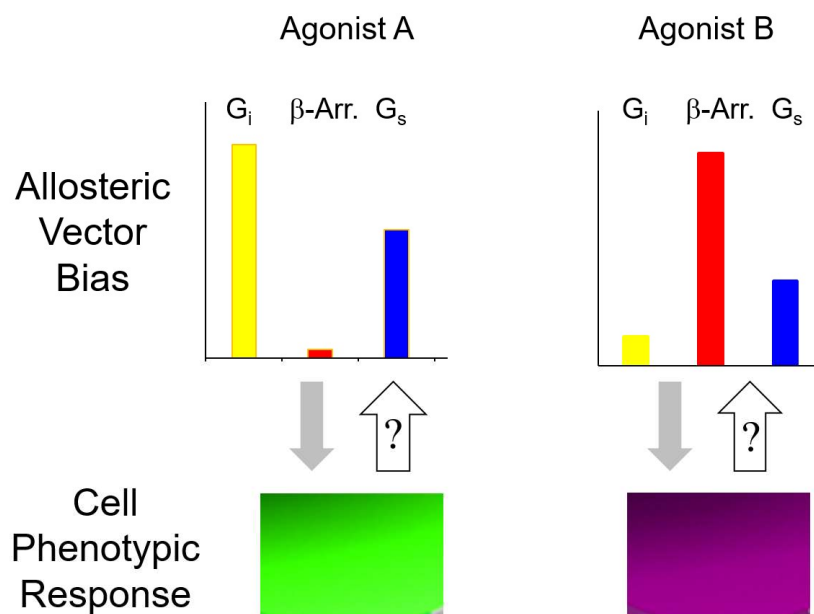 Agonist A
Agonist B
Gᵢ β-Arr. Gₛ
Gᵢ β-Arr. Gₛ
Allosteric
Vector
Bias
?
?
Cell
Phenotypic
Response